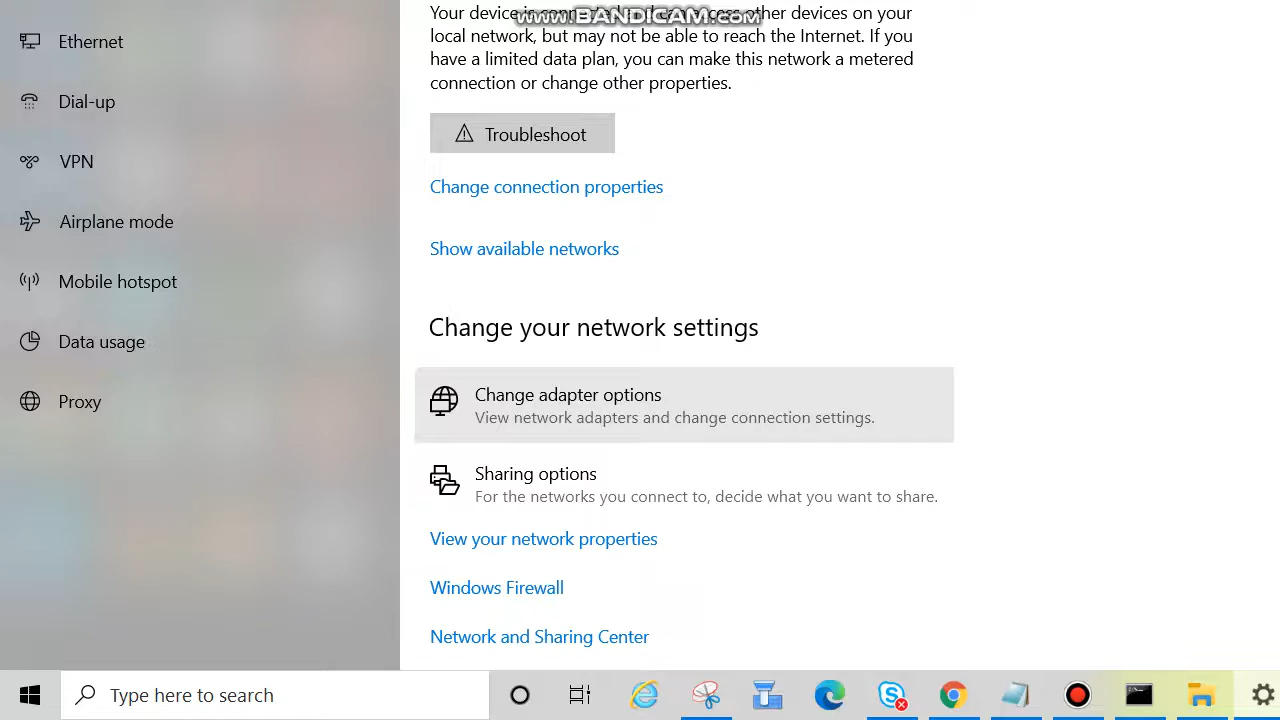 www.BANDICAM.com
Your device is connected and can access other devices on your
local network, but may not be able to reach the Internet. If you
have a limited data plan, you can make this network a metered
connection or change other properties.
Troubleshoot
Change connection properties
Show available networks
Change your network settings
Change adapter options
View network adapters and change connection settings.
Sharing options
For the networks you connect to, decide what you want to share.
View your network properties
Windows Firewall
Network and Sharing Center
Ethernet
Dial-up
VPN
Airplane mode
Mobile hotspot
Data usage
Proxy
Type here to search